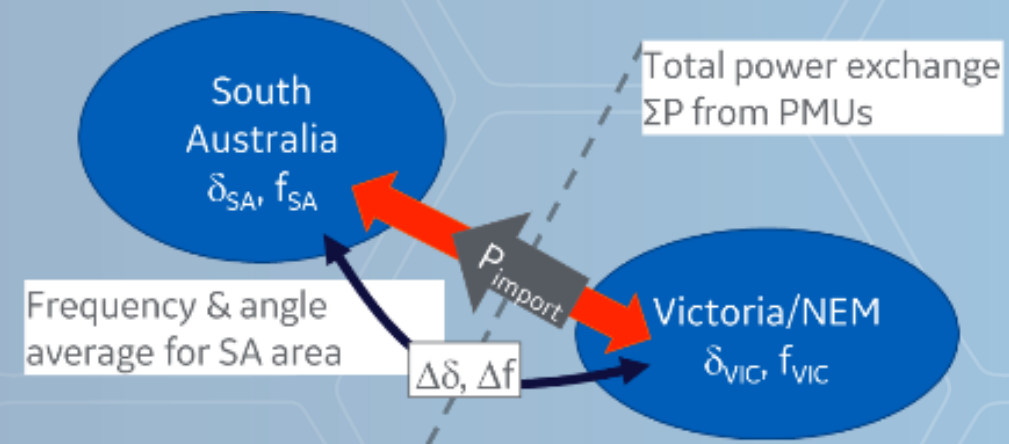 South
Australia
δSA, fSA
Total power exchange
ΣP from PMUs
Pimport
Frequency & angle
average for SA area
Victoria/NEM
δVIC, fVIC
Δδ, Δf